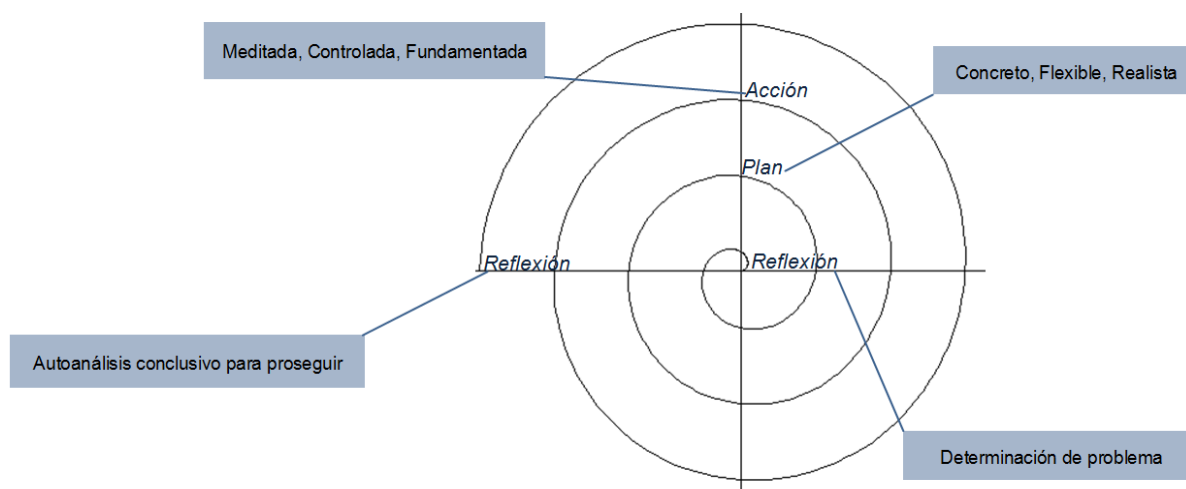 Meditada, Controlada, Fundamentada
Concreto, Flexible, Realista
Acción
Plan
Reflexión
Reflexión
Autoanálisis conclusivo para proseguir
Determinación de problema